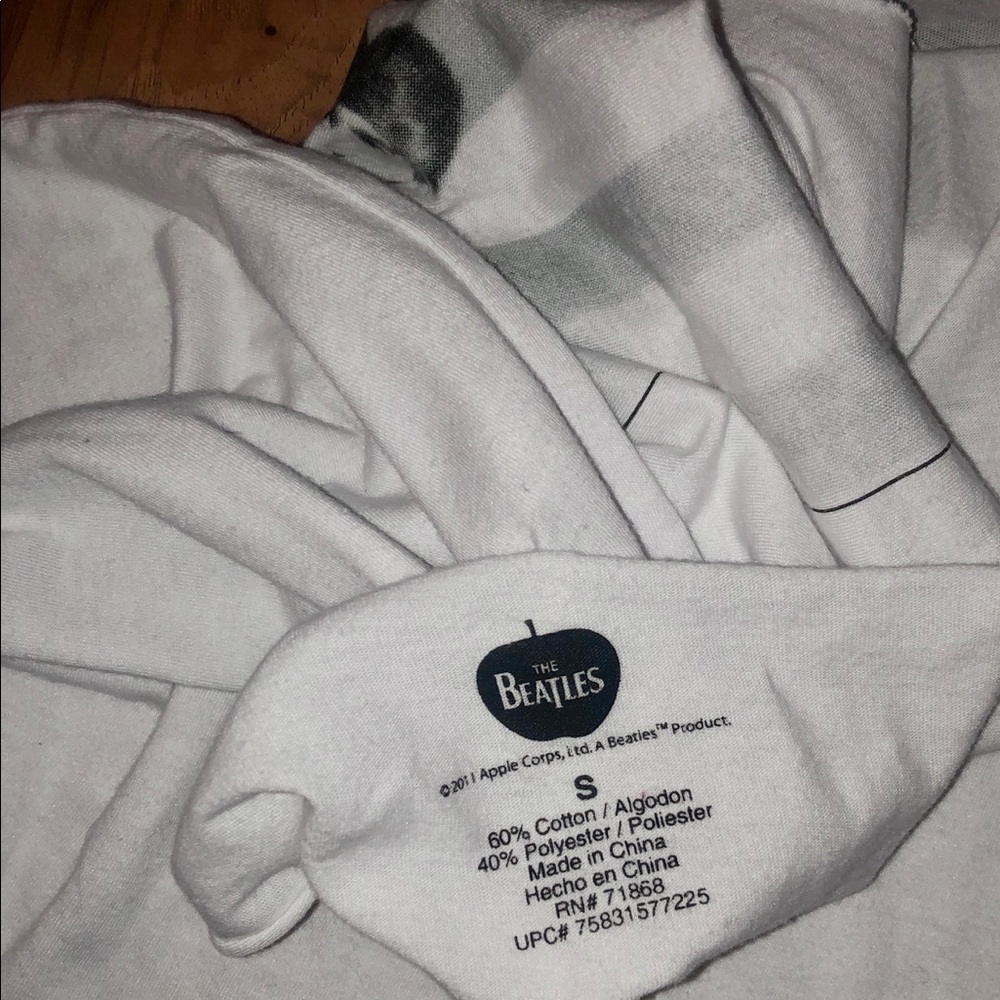 THE
BEATLES
©2011 Apple Corps, Ltd. A Beatles™ Product.
S
60% Cotton / Algodon
40% Polyester / Poliester
Made in China
Hecho en China
RN# 71868
UPC# 75831577225